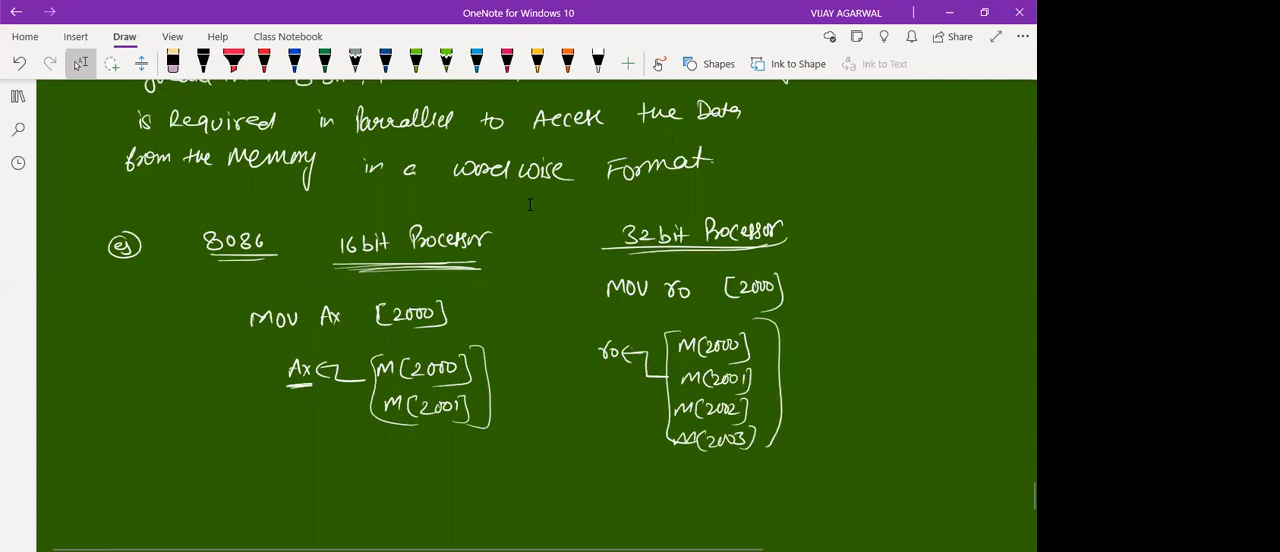 OneNote for Windows 10
VIJAY AGARWAL
Home Insert Draw View Help Class Notebook
Share
Shapes Ink to Shape Ink to Text
is Required in Parrallel to Access the Data
from the Memory in a word wise Format
eg 8086 16 bit Processor
MOV Ax [2000]
Ax M[2000]
M[2001]
32 bit Processor
MOV r0 [2000]
r0 M[2000]
M[2001]
M[2002]
M[2003]